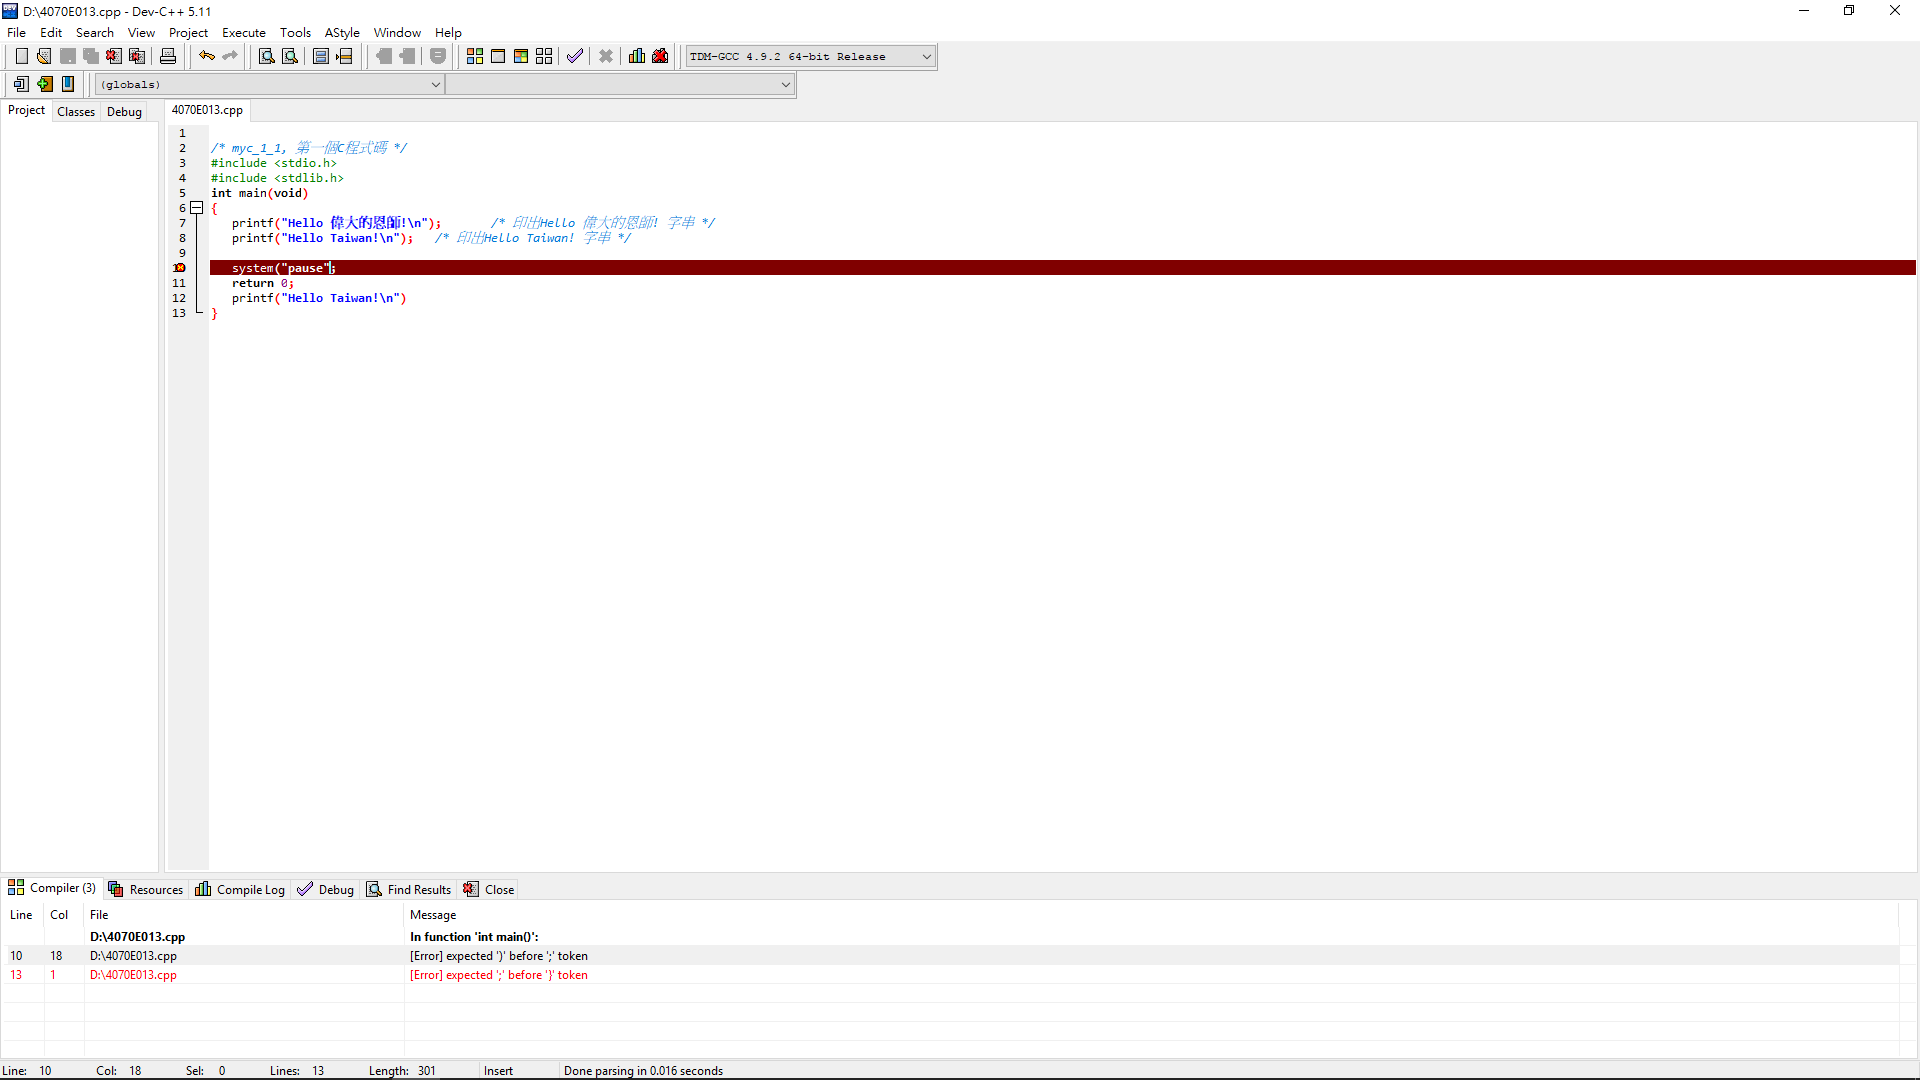 D:\4070E013.cpp - Dev-C++ 5.11
File Edit Search View Project Execute Tools AStyle Window Help
TDM-GCC 4.9.2 64-bit Release
(globals)
Project Classes Debug 4070E013.cpp
1
2 /* myc_1_1, 第一個C程式碼 */
3 #include <stdio.h>
4 #include <stdlib.h>
5 int main(void)
6 {
7 printf("Hello 偉大的恩師!\n"); /* 印出Hello 偉大的恩師! 字串 */
8 printf("Hello Taiwan!\n"); /* 印出Hello Taiwan! 字串 */
9
system("pause";
11 return 0;
12 printf("Hello Taiwan!\n")
13 }
Compiler (3) Resources Compile Log Debug Find Results Close
Line Col File Message
D:\4070E013.cpp In function 'int main()':
10 18 D:\4070E013.cpp [Error] expected ')' before ';' token
13 1 D:\4070E013.cpp [Error] expected ';' before '}' token
Line: 10 Col: 18 Sel: 0 Lines: 13 Length: 301 Insert Done parsing in 0.016 seconds